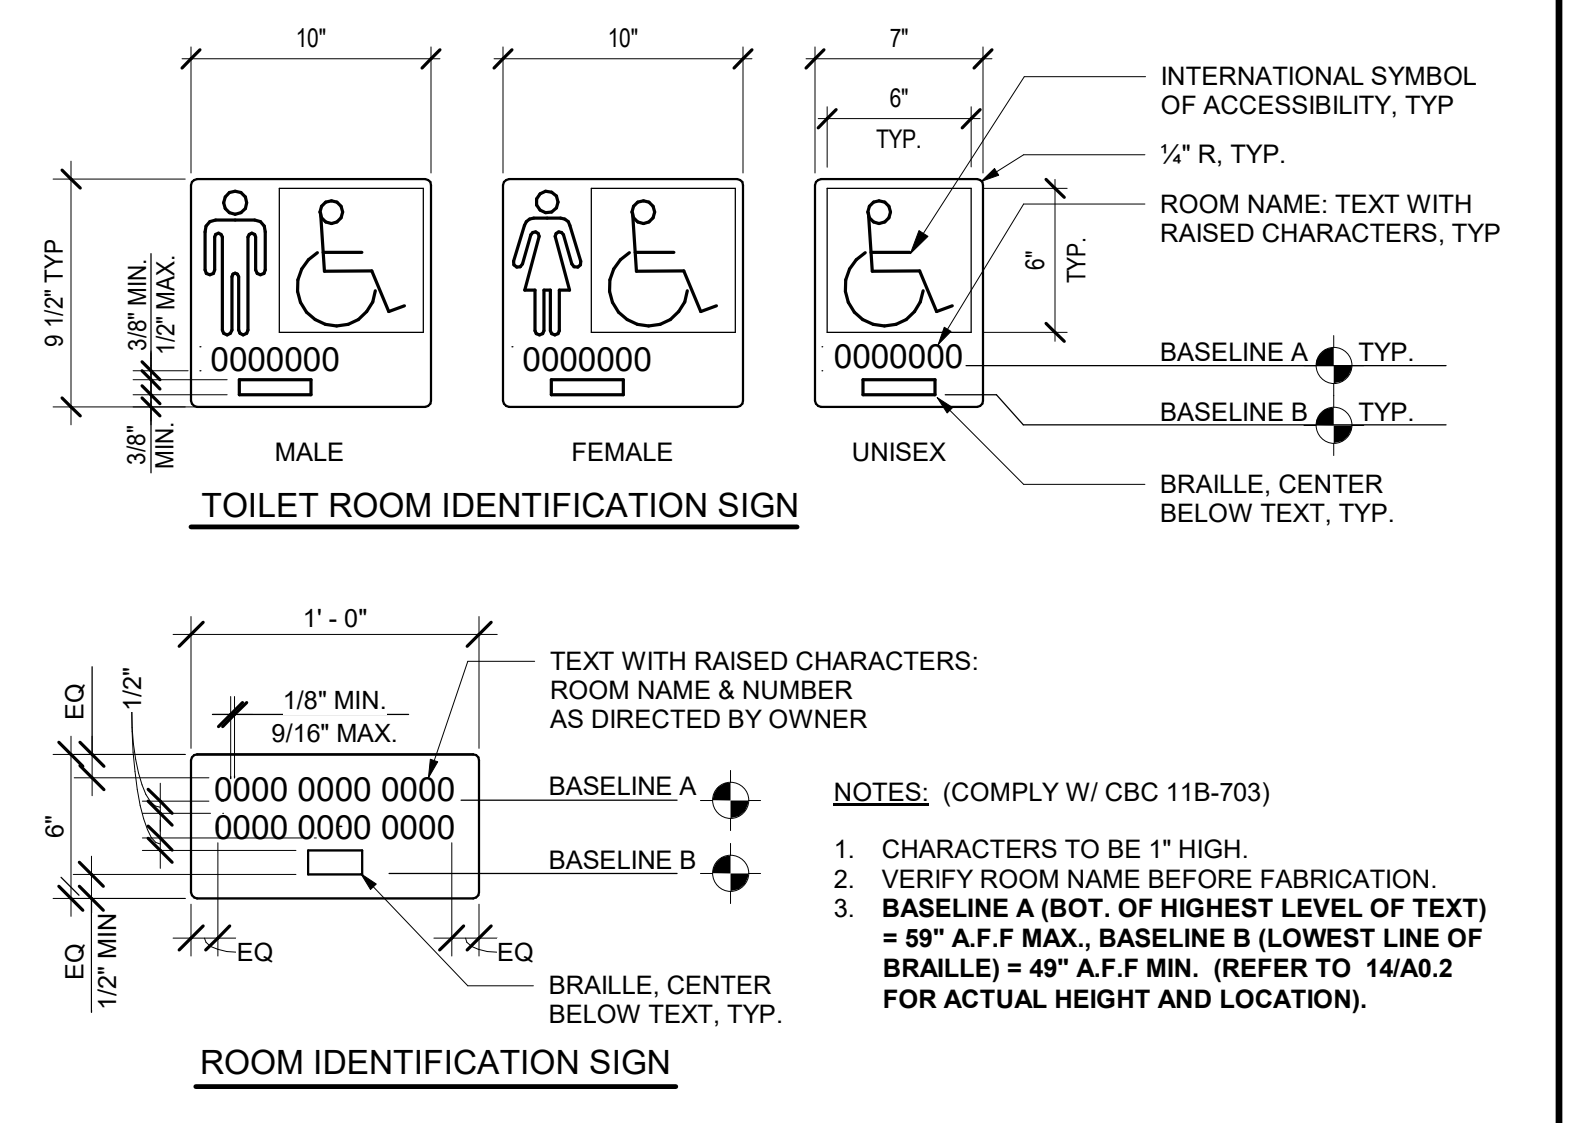 10"
10"
7"
6"
TYP.
INTERNATIONAL SYMBOL
OF ACCESSIBILITY, TYP
¼" R, TYP.
ROOM NAME: TEXT WITH
RAISED CHARACTERS, TYP
6"
TYP.
9 1/2" TYP
3/8" MIN.
1/2" MAX.
3/8"
MIN.
0000000
0000000
0000000
BASELINE A TYP.
BASELINE B TYP.
MALE
FEMALE
UNISEX
BRAILLE, CENTER
BELOW TEXT, TYP.
TOILET ROOM IDENTIFICATION SIGN
1' - 0"
EQ
1/2"
1/8" MIN.
9/16" MAX.
TEXT WITH RAISED CHARACTERS:
ROOM NAME & NUMBER
AS DIRECTED BY OWNER
6"
0000 0000 0000
0000 0000 0000
BASELINE A
BASELINE B
EQ
1/2" MIN
EQ
EQ
BRAILLE, CENTER
BELOW TEXT, TYP.
ROOM IDENTIFICATION SIGN
NOTES: (COMPLY W/ CBC 11B-703)
1. CHARACTERS TO BE 1" HIGH.
2. VERIFY ROOM NAME BEFORE FABRICATION.
3. BASELINE A (BOT. OF HIGHEST LEVEL OF TEXT)
= 59" A.F.F MAX., BASELINE B (LOWEST LINE OF
BRAILLE) = 49" A.F.F MIN. (REFER TO 14/A0.2
FOR ACTUAL HEIGHT AND LOCATION).